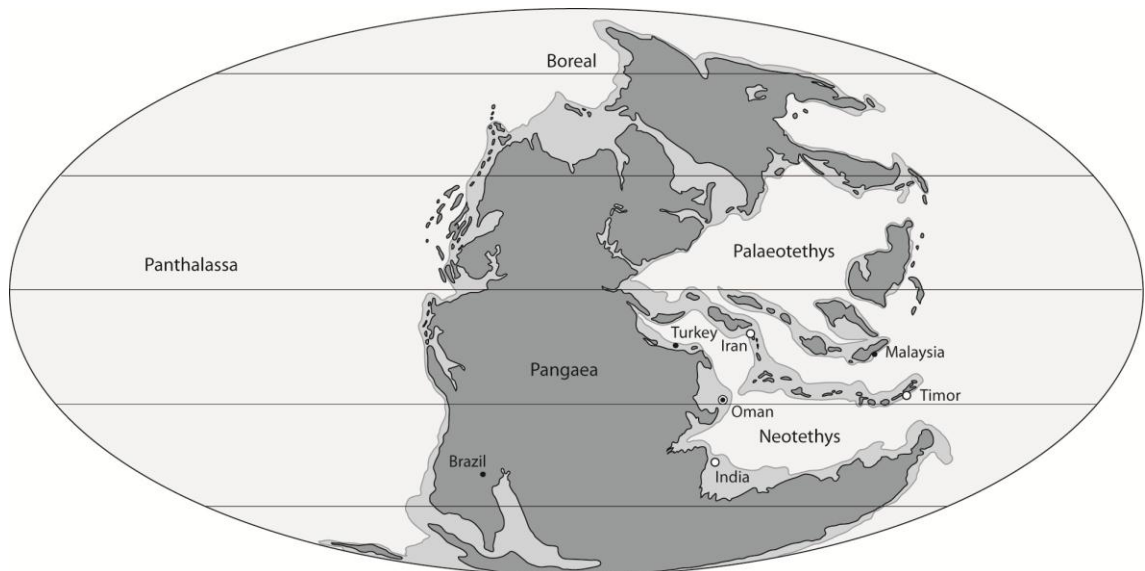 Boreal
Panthalassa
Palaeotethys
Turkey
Iran
Malaysia
Pangaea
Timor
Oman
Neotethys
Brazil
India